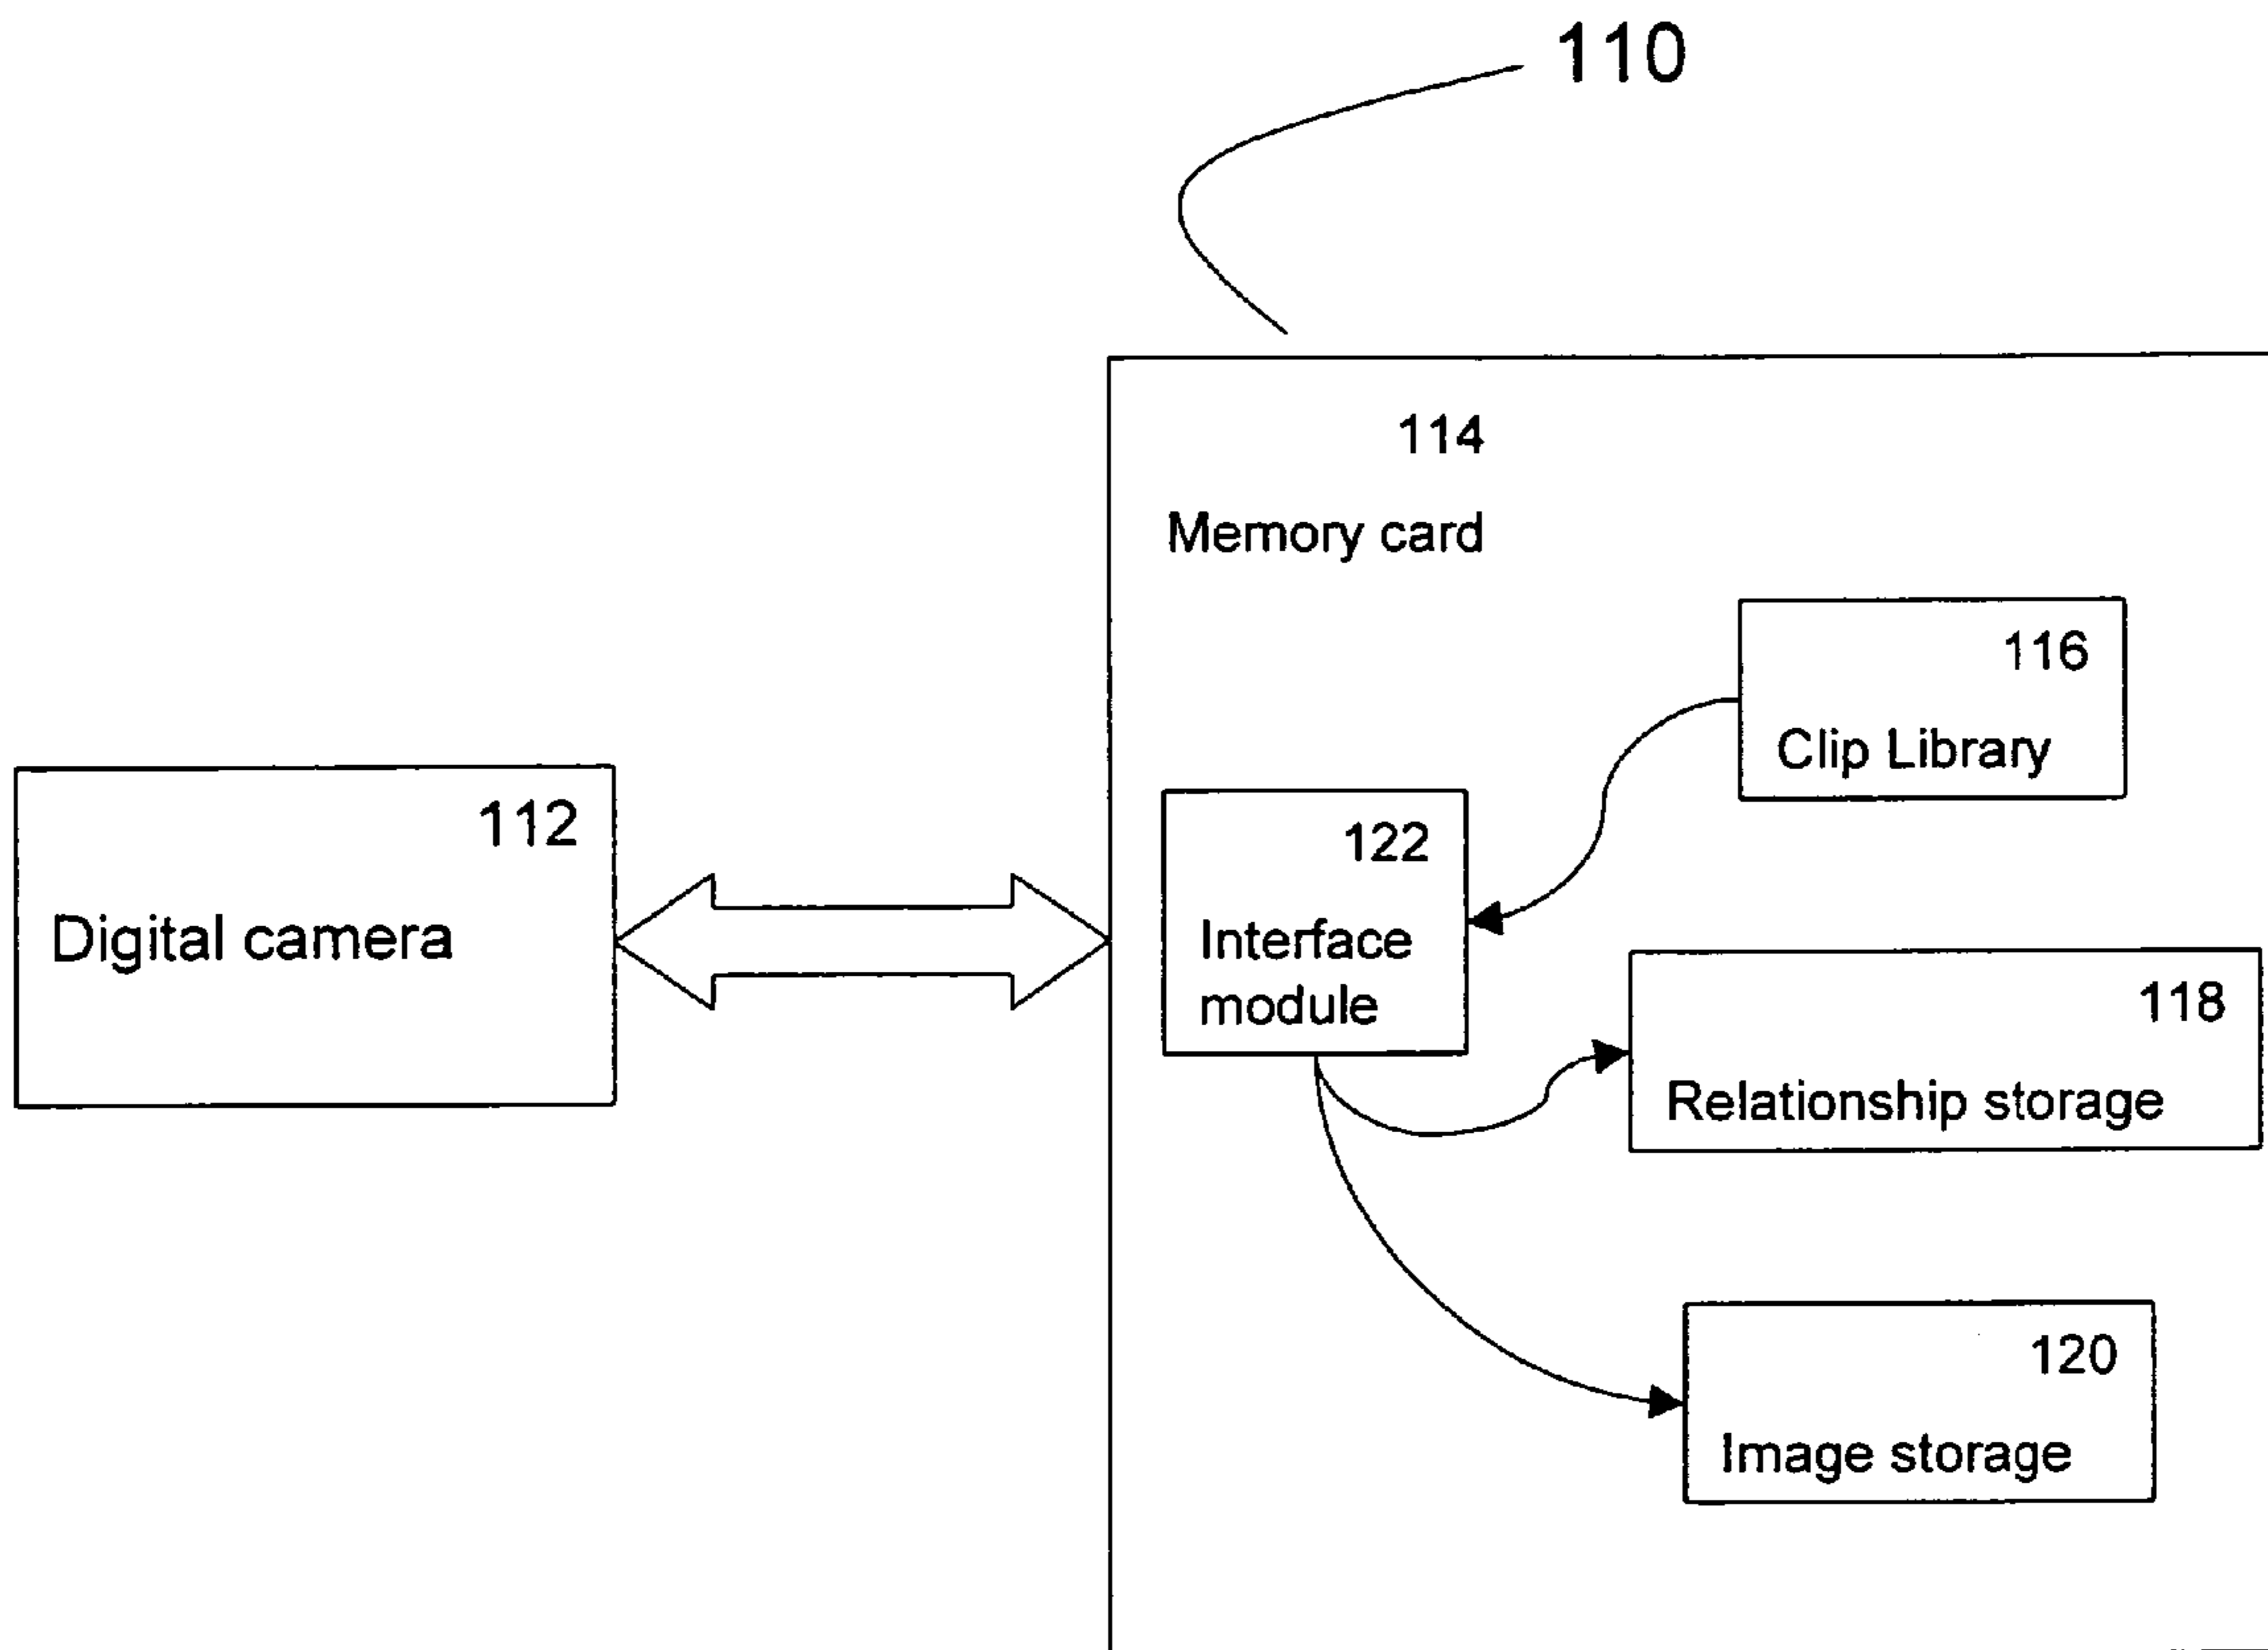 110
114
Memory card
116
Clip Library
112
Digital camera
122
Interface
module
118
Relationship storage
120
Image storage